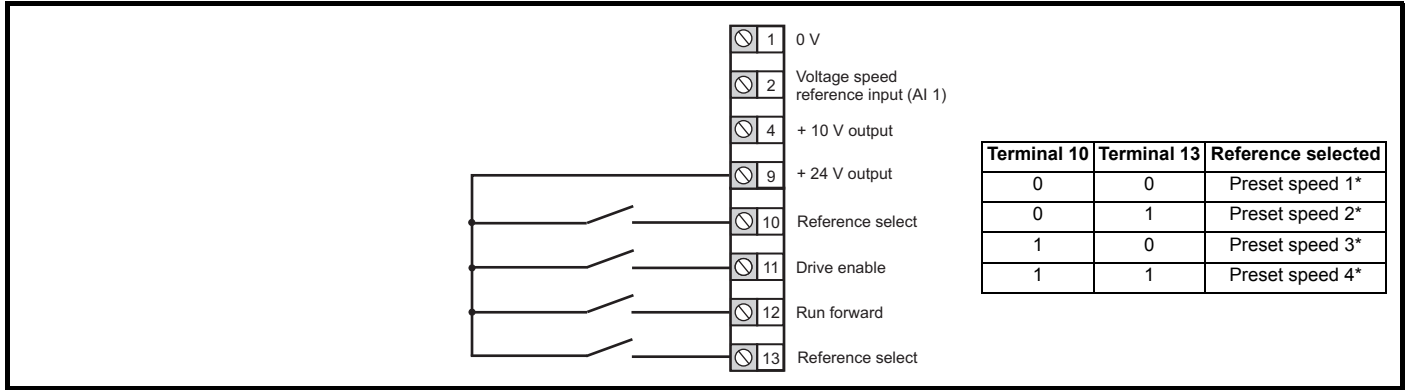 1 0 V
2 Voltage speed
reference input (AI 1)
4 + 10 V output
9 + 24 V output
10 Reference select
11 Drive enable
12 Run forward
13 Reference select
Terminal 10 Terminal 13 Reference selected
0 0 Preset speed 1*
0 1 Preset speed 2*
1 0 Preset speed 3*
1 1 Preset speed 4*